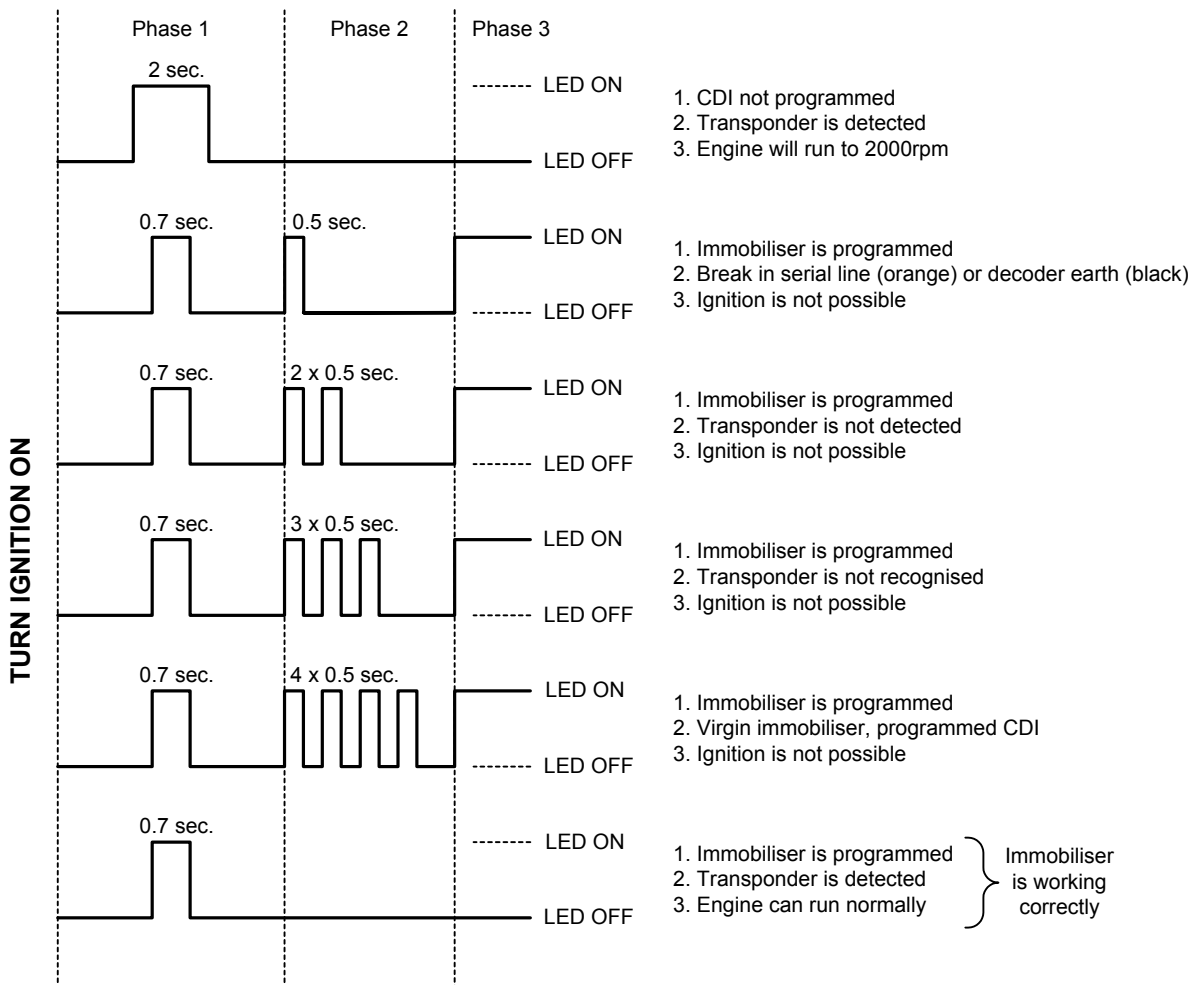 Phase 1 Phase 2 Phase 3
2 sec.
LED ON
LED OFF
1. CDI not programmed
2. Transponder is detected
3. Engine will run to 2000rpm
0.7 sec. 0.5 sec.
LED ON
LED OFF
1. Immobiliser is programmed
2. Break in serial line (orange) or decoder earth (black)
3. Ignition is not possible
0.7 sec. 2 x 0.5 sec.
LED ON
LED OFF
1. Immobiliser is programmed
2. Transponder is not detected
3. Ignition is not possible
TURN IGNITION ON
0.7 sec. 3 x 0.5 sec.
LED ON
LED OFF
1. Immobiliser is programmed
2. Transponder is not recognised
3. Ignition is not possible
0.7 sec. 4 x 0.5 sec.
LED ON
LED OFF
1. Immobiliser is programmed
2. Virgin immobiliser, programmed CDI
3. Ignition is not possible
0.7 sec.
LED ON
LED OFF
1. Immobiliser is programmed
2. Transponder is detected
3. Engine can run normally
Immobiliser
is working
correctly